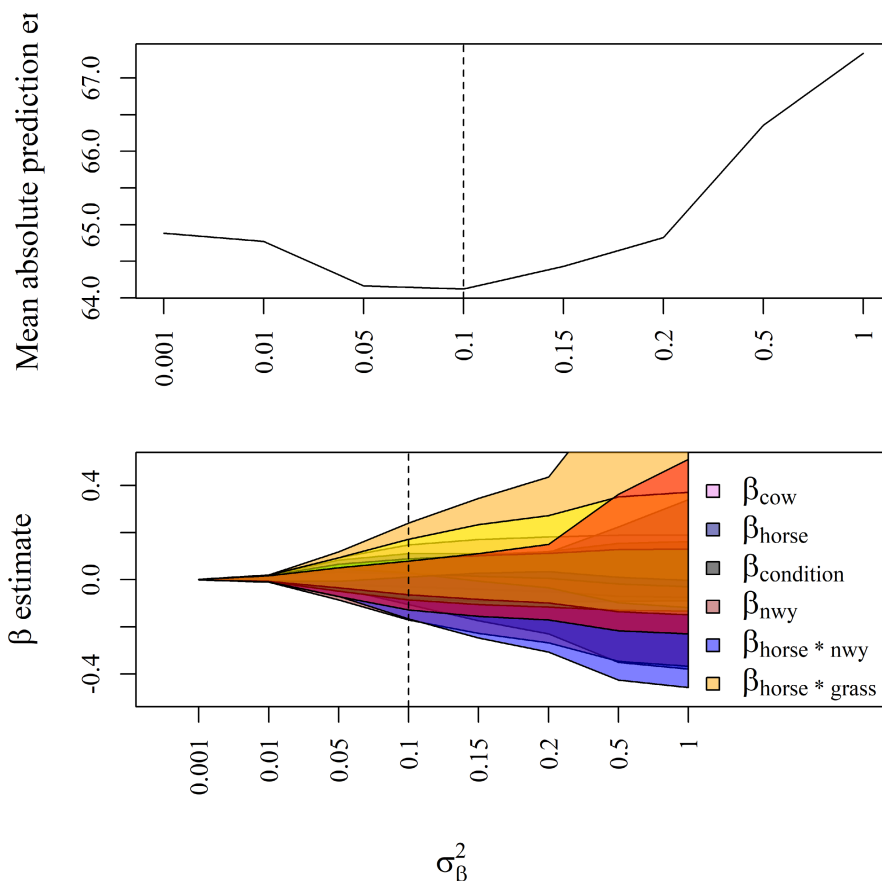 Mean absolute prediction er
67.0
66.0
65.0
64.0
0.001 0.01 0.05 0.1 0.15 0.2 0.5 1
β estimate
0.4
0.0
-0.4
βcow
βhorse
βcondition
βnwy
βhorse * nwy
βhorse * grass
0.001 0.01 0.05 0.1 0.15 0.2 0.5 1
σ²β